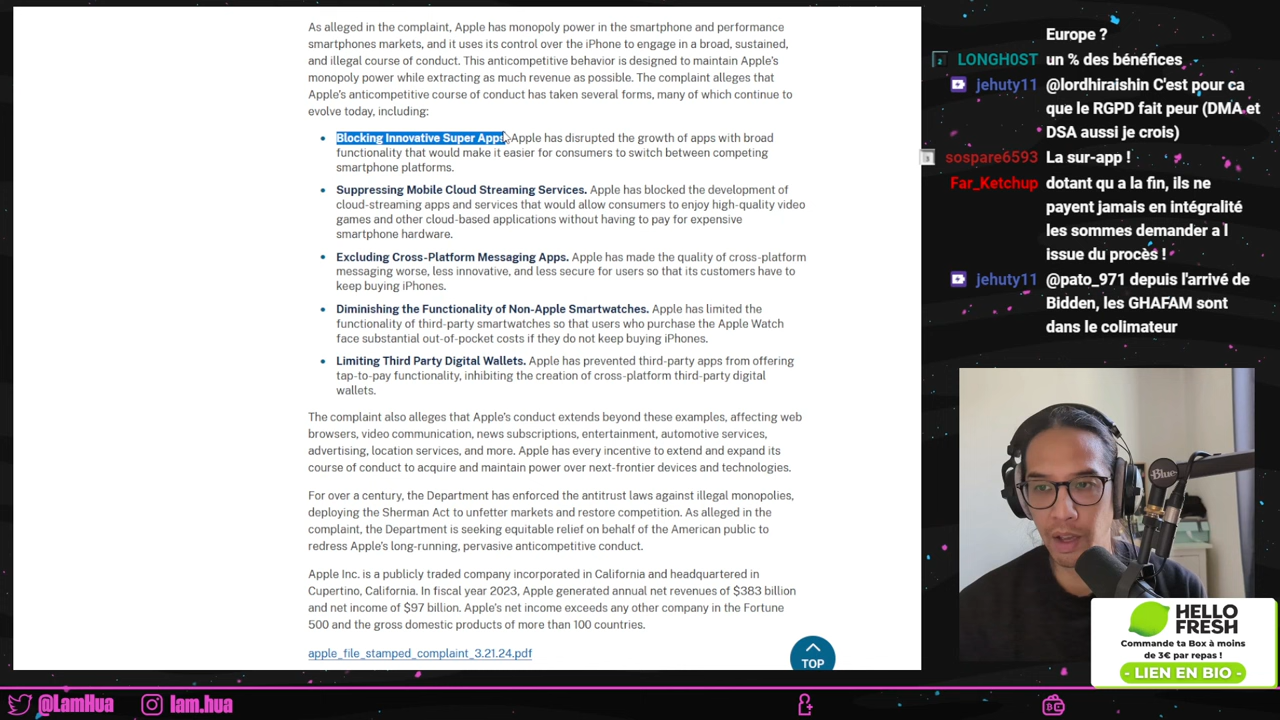 As alleged in the complaint, Apple has monopoly power in the smartphone and performance
smartphones markets, and it uses its control over the iPhone to engage in a broad, sustained,
and illegal course of conduct. This anticompetitive behavior is designed to maintain Apple's
monopoly power while extracting as much revenue as possible. The complaint alleges that
Apple's anticompetitive course of conduct has taken several forms, many of which continue to
evolve today, including:
• Blocking Innovative Super Apps. Apple has disrupted the growth of apps with broad
functionality that would make it easier for consumers to switch between competing
smartphone platforms.
• Suppressing Mobile Cloud Streaming Services. Apple has blocked the development of
cloud-streaming apps and services that would allow consumers to enjoy high-quality video
games and other cloud-based applications without having to pay for expensive
smartphone hardware.
• Excluding Cross-Platform Messaging Apps. Apple has made the quality of cross-platform
messaging worse, less innovative, and less secure for users so that its customers have to
keep buying iPhones.
• Diminishing the Functionality of Non-Apple Smartwatches. Apple has limited the
functionality of third-party smartwatches so that users who purchase the Apple Watch
face substantial out-of-pocket costs if they do not keep buying iPhones.
• Limiting Third Party Digital Wallets. Apple has prevented third-party apps from offering
tap-to-pay functionality, inhibiting the creation of cross-platform third-party digital
wallets.
The complaint also alleges that Apple's conduct extends beyond these examples, affecting web
browsers, video communication, news subscriptions, entertainment, automotive services,
advertising, location services, and more. Apple has every incentive to extend and expand its
course of conduct to acquire and maintain power over next-frontier devices and technologies.
For over a century, the Department has enforced the antitrust laws against illegal monopolies,
deploying the Sherman Act to unfetter markets and restore competition. As alleged in the
complaint, the Department is seeking equitable relief on behalf of the American public to
redress Apple's long-running, pervasive anticompetitive conduct.
Apple Inc. is a publicly traded company incorporated in California and headquartered in
Cupertino, California. In fiscal year 2023, Apple generated annual net revenues of $383 billion
and net income of $97 billion. Apple's net income exceeds any other company in the Fortune
500 and the gross domestic products of more than 100 countries.
apple_file_stamped_complaint_3.21.24.pdf
TOP
Europe ?
LONGH0ST un % des bénéfices
jehuty11 @lordhiraishin C'est pour ca
que le RGPD fait peur (DMA et
DSA aussi je crois)
sospare6593 La sur-app !
Far_Ketchup dotant qu a la fin, ils ne
payent jamais en intégralité
les sommes demander a l
issue du procès !
jehuty11 @pato_971 depuis l'arrivé de
Bidden, les GHAFAM sont
dans le colimateur
Blue
HELLO
FRESH
Commande ta Box à moins
de 3€ par repas !
- LIEN EN BIO -
@LamHua
lam.hua